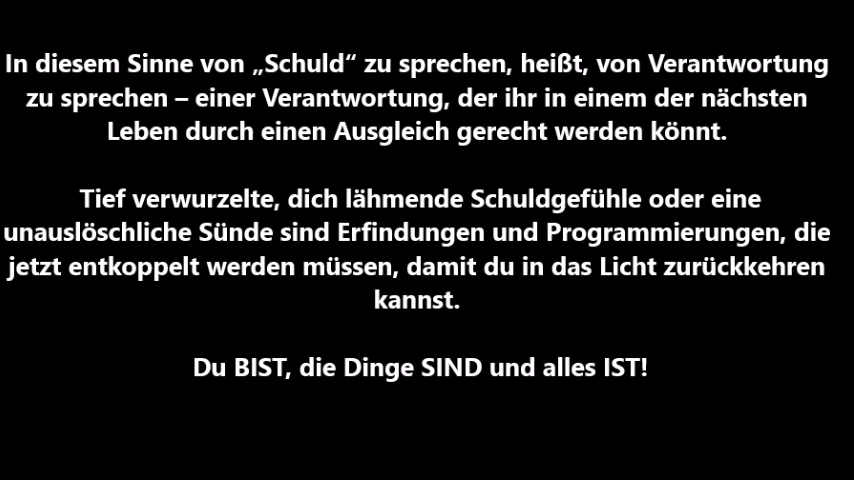 In diesem Sinne von „Schuld“ zu sprechen, heißt, von Verantwortung
zu sprechen – einer Verantwortung, der ihr in einem der nächsten
Leben durch einen Ausgleich gerecht werden könnt.
Tief verwurzelte, dich lähmende Schuldgefühle oder eine
unauslöschliche Sünde sind Erfindungen und Programmierungen, die
jetzt entkoppelt werden müssen, damit du in das Licht zurückkehren
kannst.
Du BIST, die Dinge SIND und alles IST!